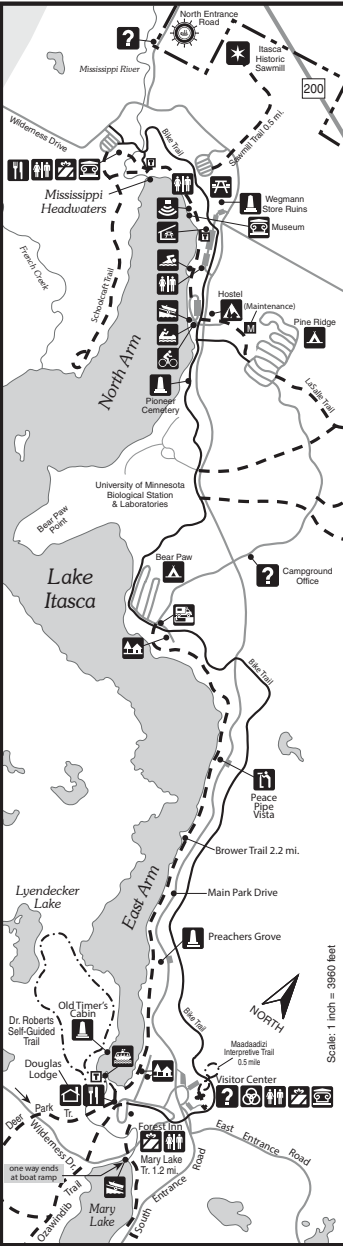 North Entrance
Road
?
Itasca
Historic
Sawmill
Mississippi River
200
Wilderness Drive
Bike Trail
Sawmill Trail 0.5 mi.
Mississippi
Headwaters
Wegmann
Store Ruins
Museum
French Creek
Schoolcraft Trail
North Arm
Hostel
(Maintenance)
M
Pine Ridge
LaSalle Trail
Pioneer
Cemetery
University of Minnesota
Biological Station
& Laboratories
Bear Paw
Point
Bear Paw
Lake
Itasca
?
Campground
Office
Bike Trail
Peace
Pipe
Vista
Brower Trail 2.2 mi.
Lyendecker
Lake
East Arm
Main Park Drive
Preachers Grove
NORTH
Scale: 1 inch = 3960 feet
Old Timer's
Cabin
Dr. Roberts
Self-Guided
Trail
Bike Trail
Maadaadizi
Interpretive Trail
0.5 mile
Douglas
Lodge
Visitor Center
?
Deer Park Tr.
Wilderness Dr.
Forest Inn
East Entrance Road
one way ends
at boat ramp
Mary Lake
Tr. 1.2 mi.
Ozawindib Trail
Mary
Lake
South Entrance Road